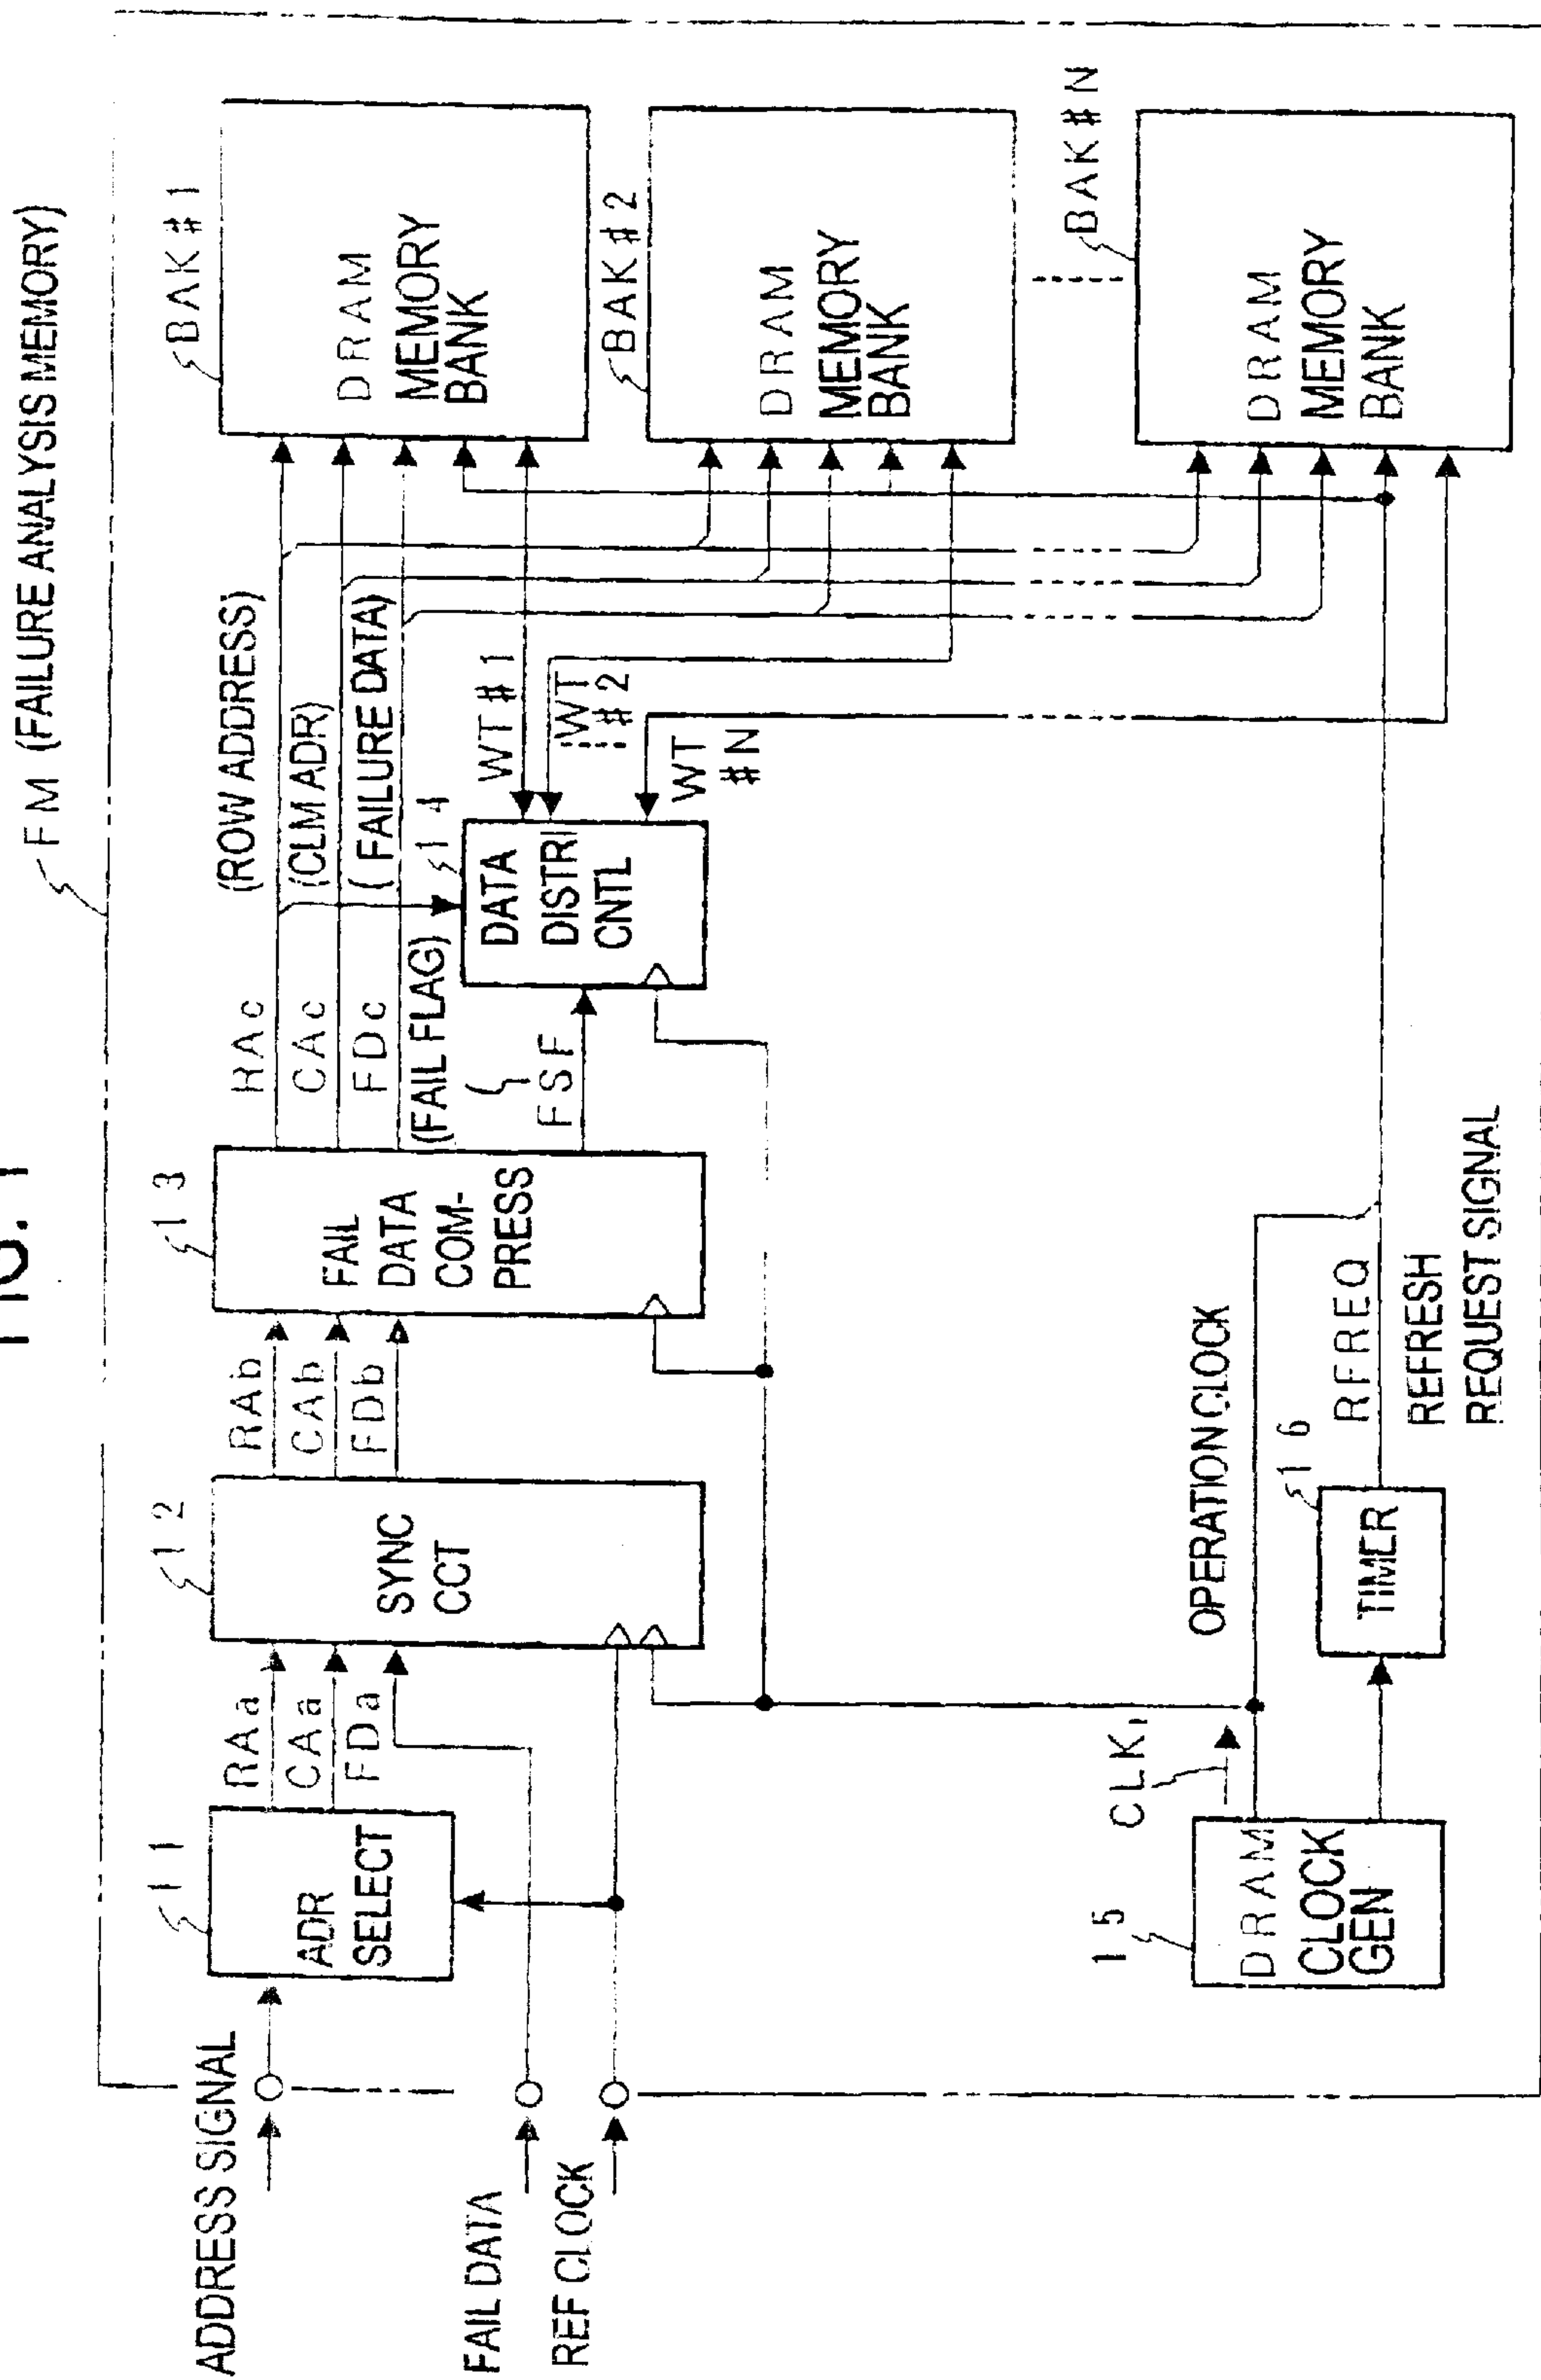 FIG. 1
FM (FAILURE ANALYSIS MEMORY)
ADDRESS SIGNAL
FAIL DATA
REF CLOCK
11
ADR
SELECT
RAa
CAa
FDa
12
SYNC
CCT
RAb
CAb
FDb
13
FAIL
DATA
COM-
PRESS
RAc (ROW ADDRESS)
CAc (CLM ADR)
FDc (FAILURE DATA)
(FAIL FLAG)
FSF
14
DATA
DISTRI
CNTL
WT#1
WT
#2
WT
#N
BAK#1
DRAM
MEMORY
BANK
BAK#2
DRAM
MEMORY
BANK
BAK#N
DRAM
MEMORY
BANK
15
DRAM
CLOCK
GEN
CLK1
OPERATION CLOCK
16
TIMER
RFREQ
REFRESH
REQUEST SIGNAL